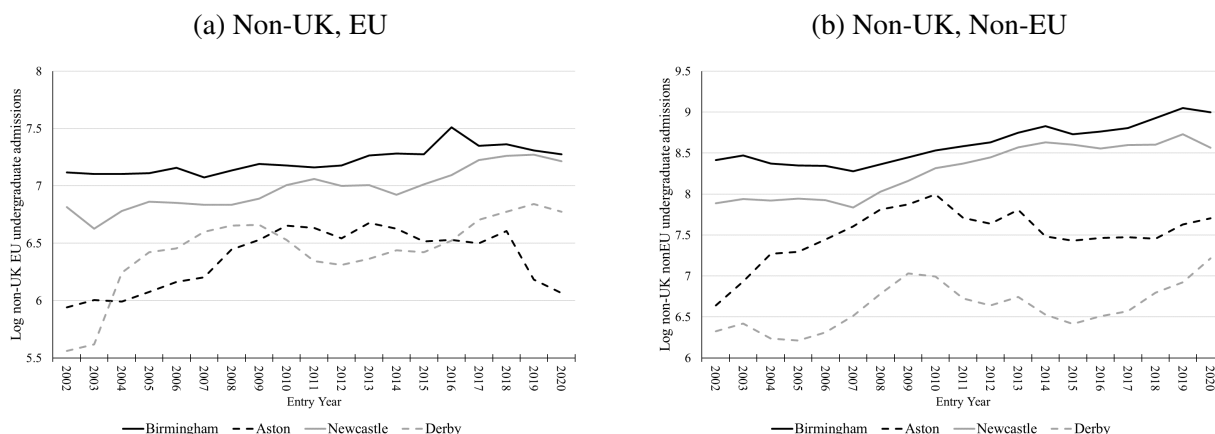 (a) Non-UK, EU
Log non-UK EU undergraduate admissions
8
7.5
7
6.5
6
5.5
2002 2003 2004 2005 2006 2007 2008 2009 2010 2011 2012 2013 2014 2015 2016 2017 2018 2019 2020
Entry Year
Birmingham Aston Newcastle Derby
(b) Non-UK, Non-EU
Log non-UK nonEU undergraduate admissions
9.5
9
8.5
8
7.5
7
6.5
6
2002 2003 2004 2005 2006 2007 2008 2009 2010 2011 2012 2013 2014 2015 2016 2017 2018 2019 2020
Entry Year
Birmingham Aston Newcastle Derby